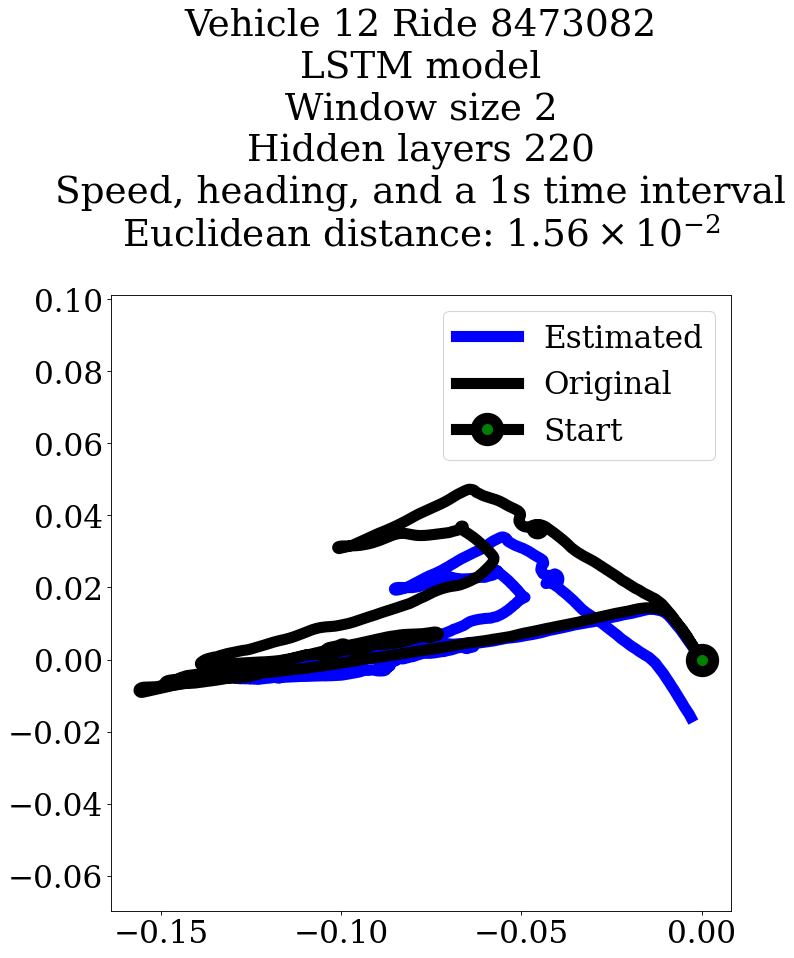 Vehicle 12 Ride 8473082
LSTM model
Window size 2
Hidden layers 220
Speed, heading, and a 1s time interval
Euclidean distance: 1.56 × 10⁻²
0.10
0.08
0.06
0.04
0.02
0.00
−0.02
−0.04
−0.06
Estimated
Original
Start
−0.15
−0.10
−0.05
0.00